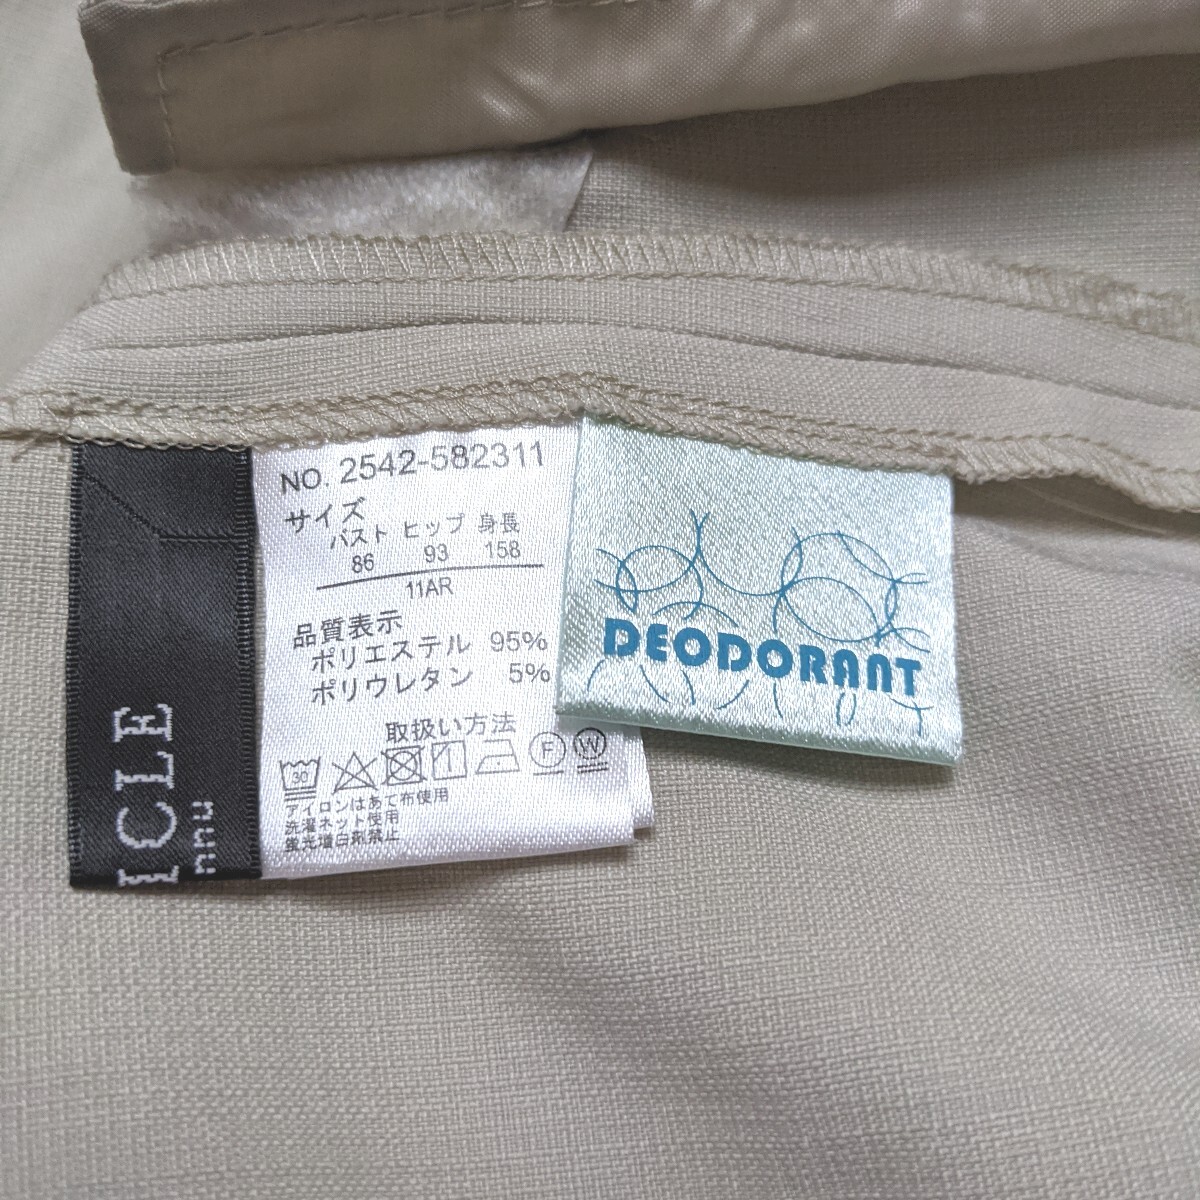 NO. 2542-582311
サイズ
バスト ヒップ 身長
86 93 158
11AR
品質表示
ポリエステル 95%
ポリウレタン 5%
取扱い方法
30
F W
アイロンはあて布使用
洗濯ネット使用
蛍光増白剤禁止
DEODORANT
ICLE
nnu